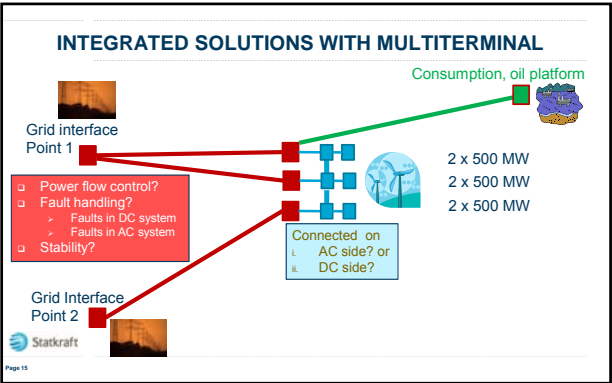 INTEGRATED SOLUTIONS WITH MULTITERMINAL
Consumption, oil platform
Grid interface
Point 1
2 x 500 MW
2 x 500 MW
2 x 500 MW
Power flow control?
Fault handling?
Faults in DC system
Faults in AC system
Stability?
Connected on
i. AC side? or
ii. DC side?
Grid Interface
Point 2
Statkraft
Page 15